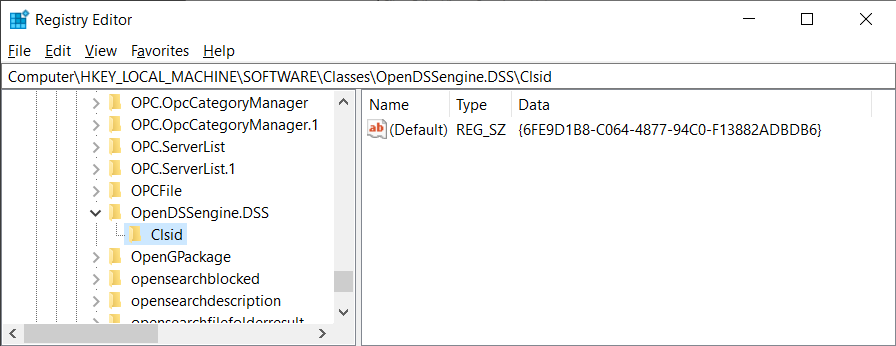 Registry Editor
File Edit View Favorites Help
Computer\HKEY_LOCAL_MACHINE\SOFTWARE\Classes\OpenDSSengine.DSS\Clsid
OPC.OpcCategoryManager
OPC.OpcCategoryManager.1
OPC.ServerList
OPC.ServerList.1
OPCFile
OpenDSSengine.DSS
Clsid
OpenGPackage
opensearchblocked
opensearchdescription
opensearchfilefolderresult
Name Type Data
ab (Default) REG_SZ {6FE9D1B8-C064-4877-94C0-F13882ADBDB6}